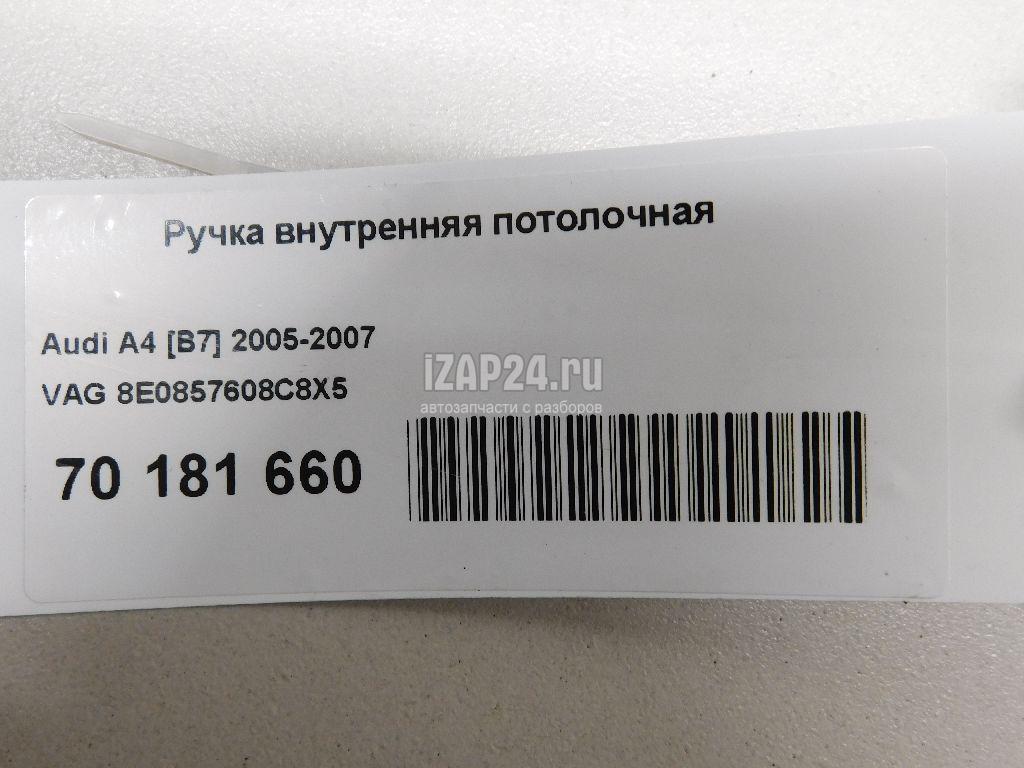 Ручка внутренняя потолочная
Audi A4 [B7] 2005-2007
iZAP24.ru
VAG 8E0857608C8X5
автозапчасти с разборов
70 181 660